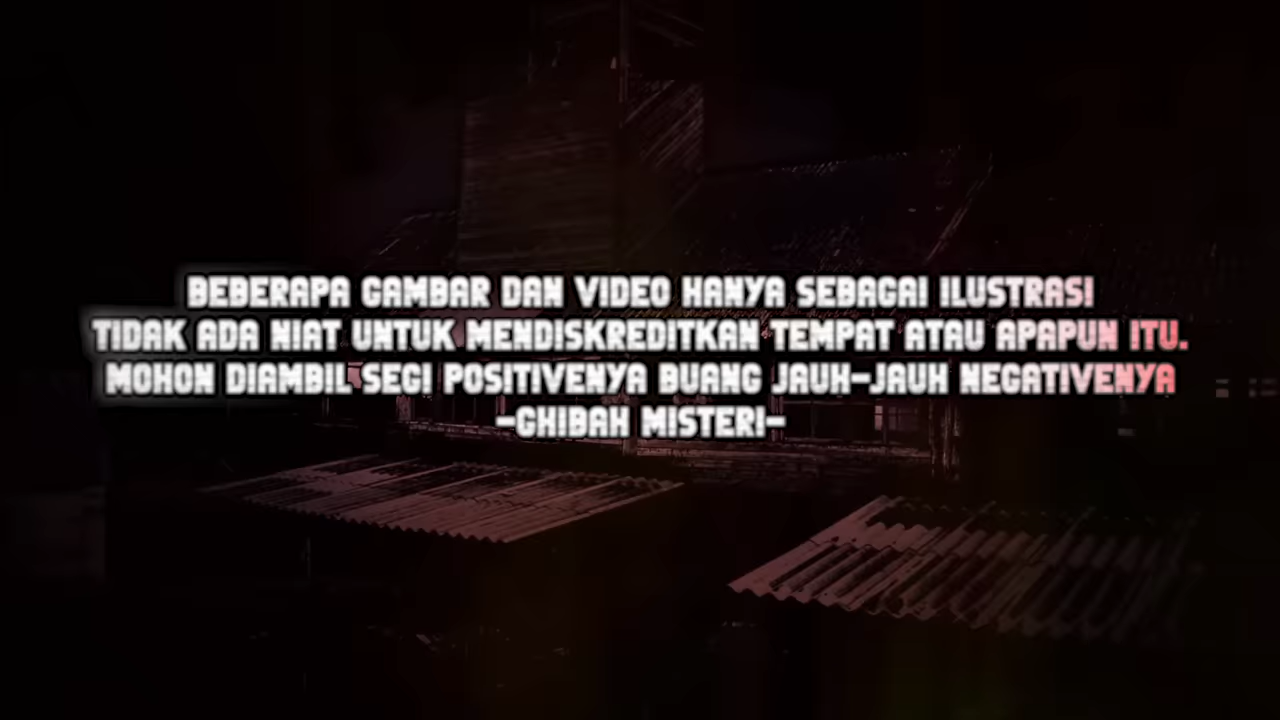 BEBERAPA GAMBAR DAN VIDEO HANYA SEBAGAI ILUSTRASI
TIDAK ADA NIAT UNTUK MENDISKREDITKAN TEMPAT ATAU APAPUN ITU.
MOHON DIAMBIL SEGI POSITIVENYA BUANG JAUH-JAUH NEGATIVENYA
-GHIBAH MISTERI-